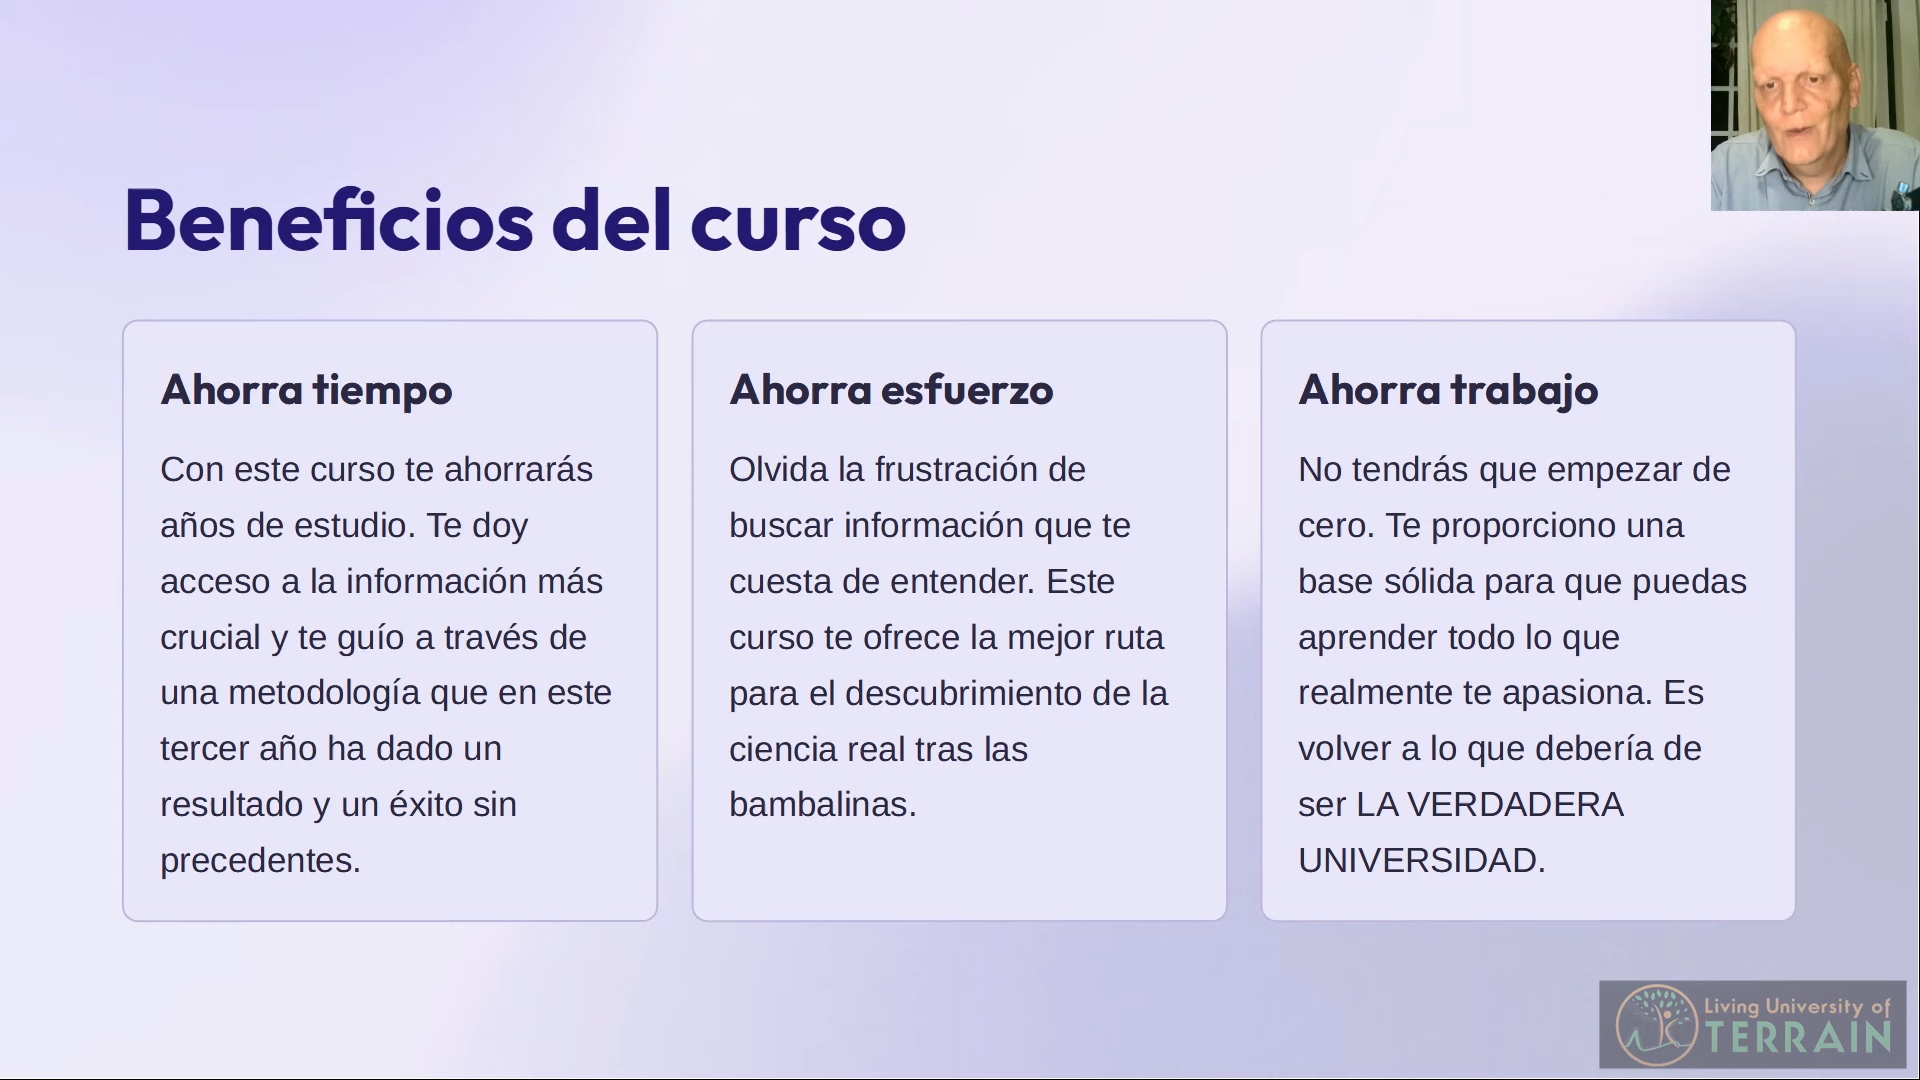 Beneficios del curso
Ahorra tiempo
Con este curso te ahorrarás
años de estudio. Te doy
acceso a la información más
crucial y te guío a través de
una metodología que en este
tercer año ha dado un
resultado y un éxito sin
precedentes.
Ahorra esfuerzo
Olvida la frustración de
buscar información que te
cuesta de entender. Este
curso te ofrece la mejor ruta
para el descubrimiento de la
ciencia real tras las
bambalinas.
Ahorra trabajo
No tendrás que empezar de
cero. Te proporciono una
base sólida para que puedas
aprender todo lo que
realmente te apasiona. Es
volver a lo que debería de
ser LA VERDADERA
UNIVERSIDAD.
Living University of
TERRAIN